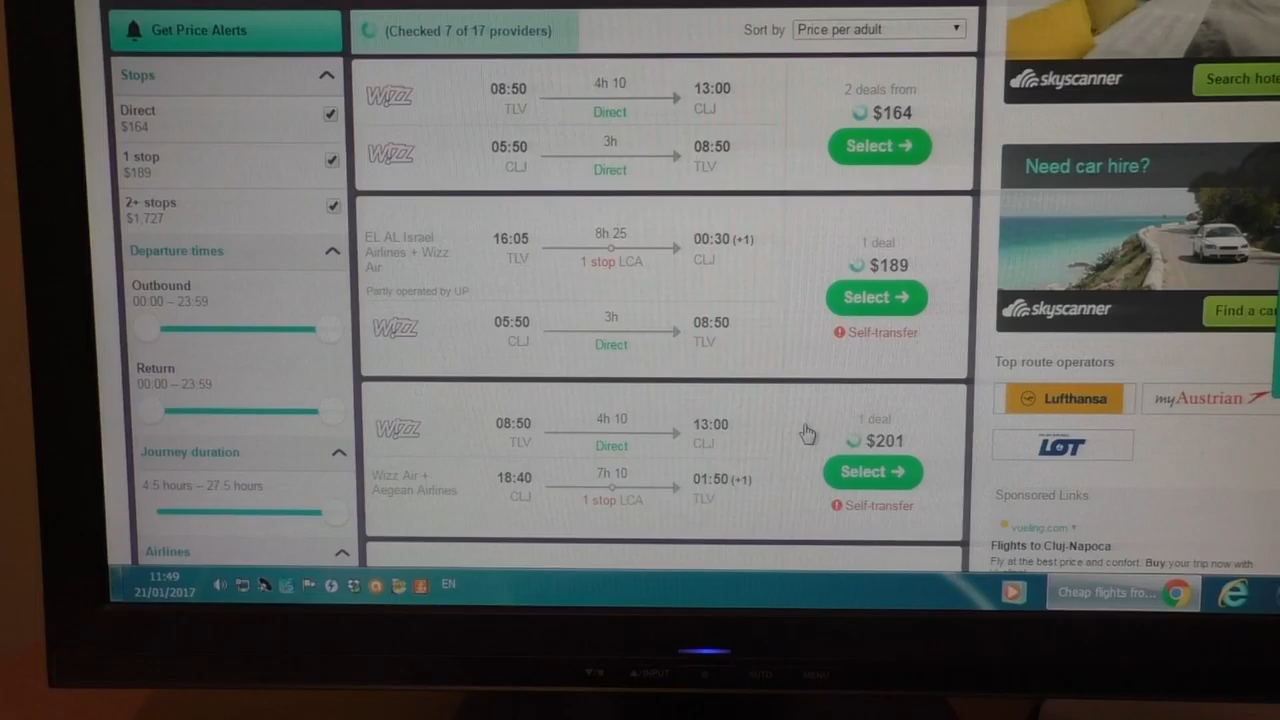 Get Price Alerts
(Checked 7 of 17 providers)
Sort by
Price per adult
Stops
Direct
$164
1 stop
$189
2+ stops
$1,727
Departure times
Outbound
00:00 – 23:59
Return
00:00 – 23:59
Journey duration
4.5 hours – 27.5 hours
Airlines
WIZZ
08:50
TLV
4h 10
Direct
13:00
CLJ
WIZZ
05:50
CLJ
3h
Direct
08:50
TLV
2 deals from
$164
Select →
EL AL Israel
Airlines + Wizz
Air
Partly operated by UP
16:05
TLV
8h 25
1 stop LCA
00:30 (+1)
CLJ
WIZZ
05:50
CLJ
3h
Direct
08:50
TLV
1 deal
$189
Select →
Self-transfer
WIZZ
08:50
TLV
4h 10
Direct
13:00
CLJ
Wizz Air +
Aegean Airlines
18:40
CLJ
7h 10
1 stop LCA
01:50 (+1)
TLV
1 deal
$201
Select →
Self-transfer
skyscanner
Search hote
Need car hire?
skyscanner
Find a ca
Top route operators
Lufthansa
myAustrian
LOT
Sponsored Links
vueling.com
Flights to Cluj-Napoca
Fly at the best price and comfort. Buy your trip now with
11:49
21/01/2017
EN
Cheap flights fro...
INPUT
AUTO
MENU